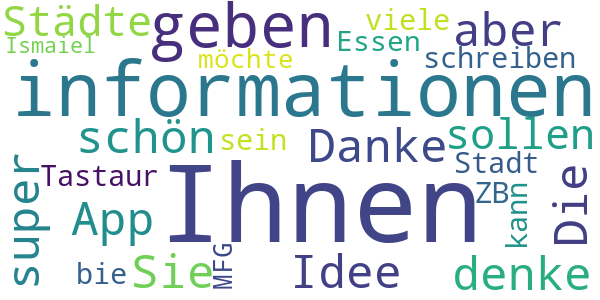 Städte geben viele aber
Ismaiel möchte Essen schreiben
informationen
schön sein Danke sollen
super Tastaur Ihnen Stadt Die
App ZB kann
bie Sie MFG Idee denke